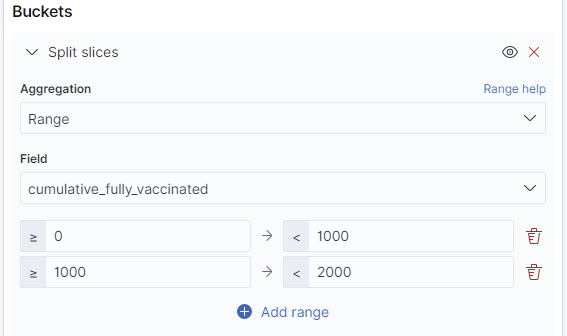 Buckets
Split slices
Aggregation Range help
Range
Field
cumulative_fully_vaccinated
≥ 0 → < 1000
≥ 1000 → < 2000
Add range